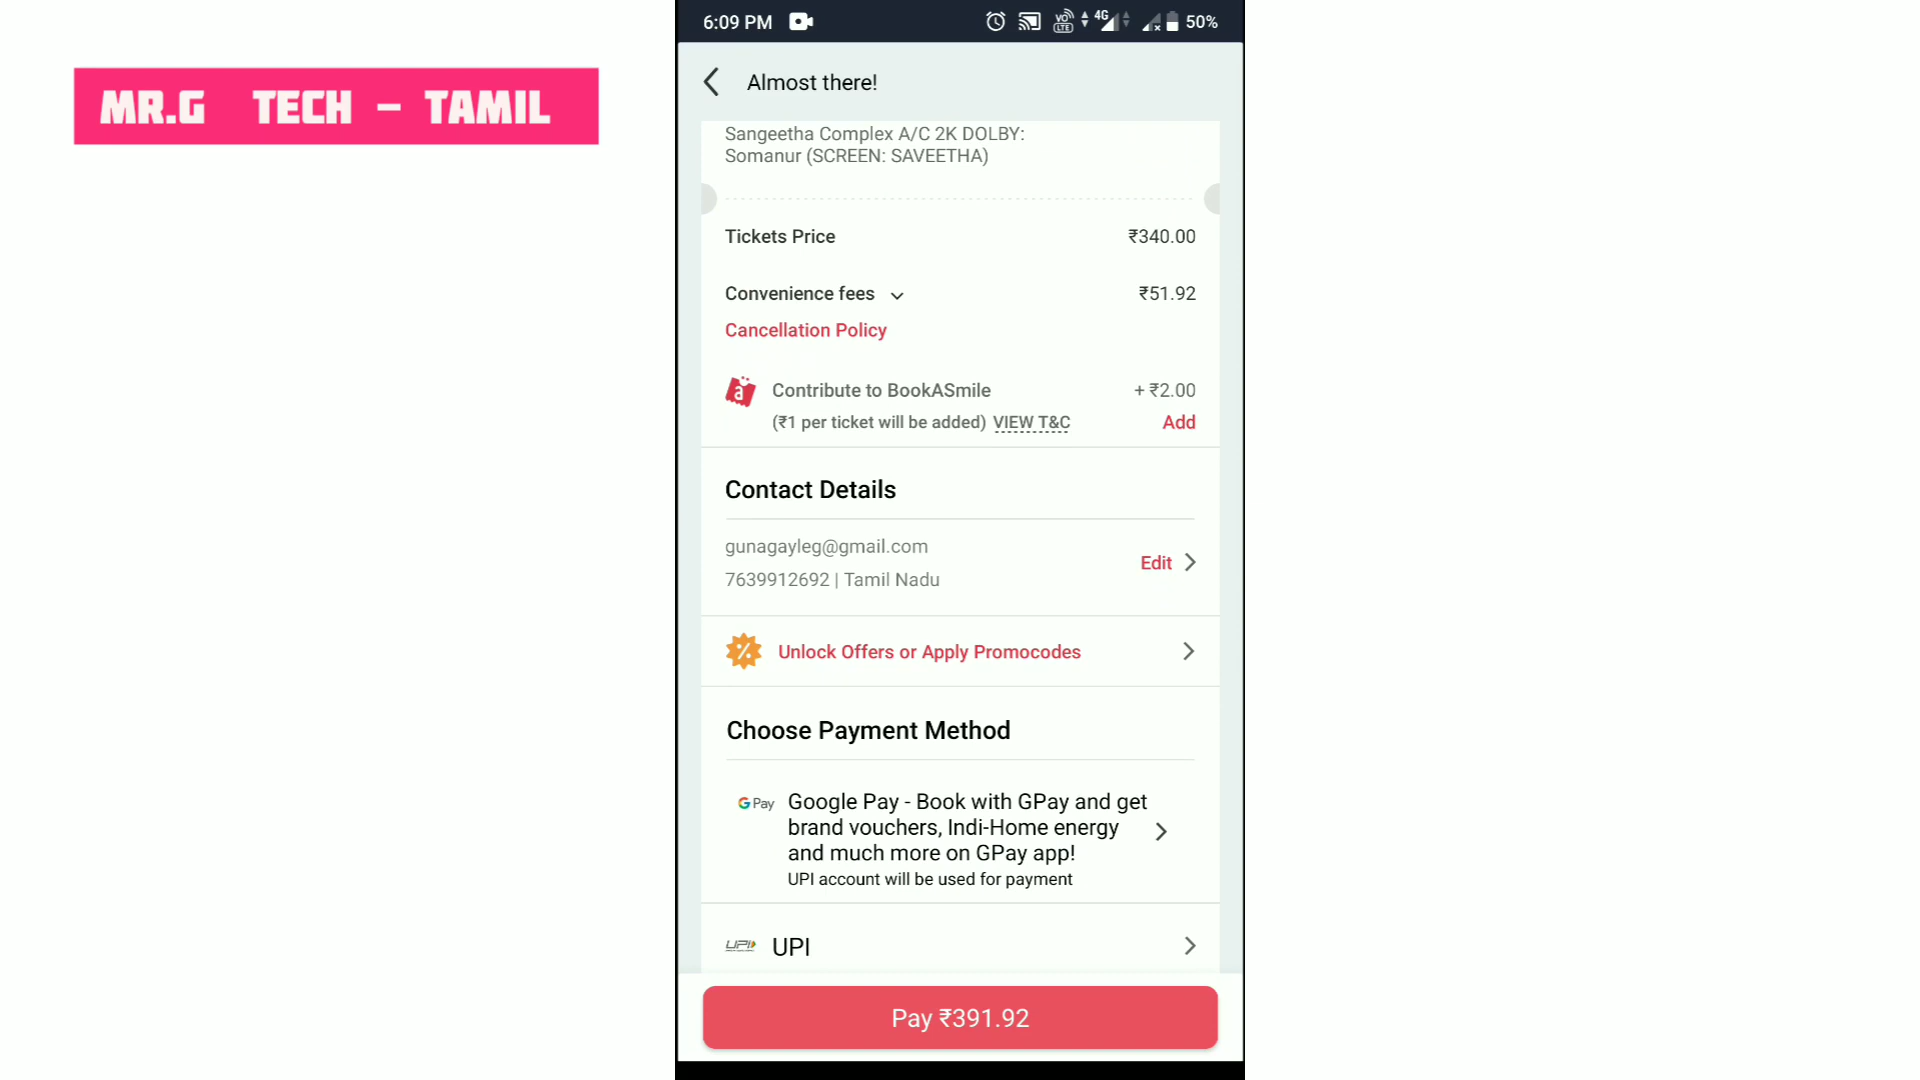 6:09 PM
VO LTE 4G 50%
MR.G TECH - TAMIL
Almost there!
Sangeetha Complex A/C 2K DOLBY:
Somanur (SCREEN: SAVEETHA)
Tickets Price ₹340.00
Convenience fees ₹51.92
Cancellation Policy
Contribute to BookASmile + ₹2.00
(₹1 per ticket will be added) VIEW T&C Add
Contact Details
gunagayleg@gmail.com
7639912692 | Tamil Nadu
Edit
Unlock Offers or Apply Promocodes
Choose Payment Method
G Pay Google Pay - Book with GPay and get
brand vouchers, Indi-Home energy
and much more on GPay app!
UPI account will be used for payment
UPI UPI
Pay ₹391.92